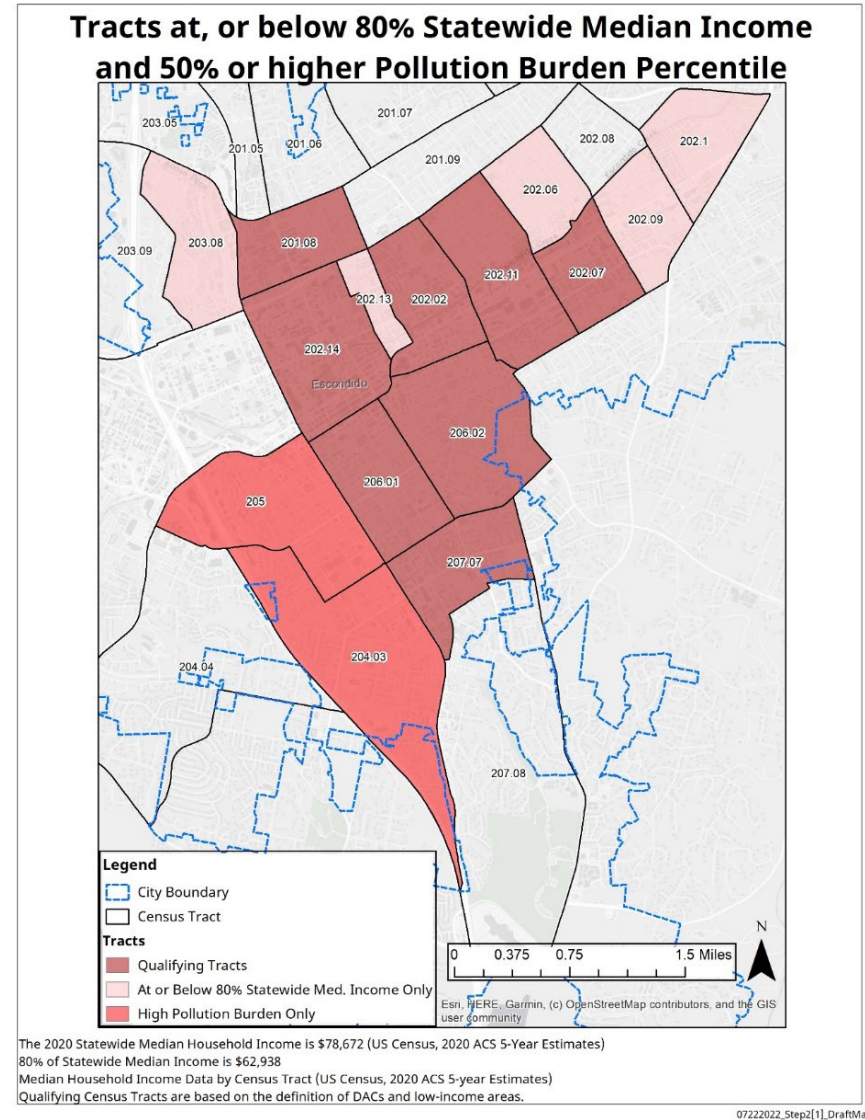 Tracts at, or below 80% Statewide Median Income
and 50% or higher Pollution Burden Percentile
201.07
203.05
202.08
202.1
201.06
201.05
201.09
202.06
202.09
203.08
201.08
203.09
202.07
202.11
202.13
202.02
202.14
Escondido
206.02
206.01
205
207.07
204.03
204.04
207.08
Legend
City Boundary
Census Tract
Tracts
Qualifying Tracts
At or Below 80% Statewide Med. Income Only
High Pollution Burden Only
N
0 0.375 0.75 1.5 Miles
Esri, HERE, Garmin, (c) OpenStreetMap contributors, and the GIS
user community
The 2020 Statewide Median Household Income is $78,672 (US Census, 2020 ACS 5-Year Estimates)
80% of Statewide Median Income is $62,938
Median Household Income Data by Census Tract (US Census, 2020 ACS 5-year Estimates)
Qualifying Census Tracts are based on the definition of DACs and low-income areas.
07222022_Step2[1]_DraftMa